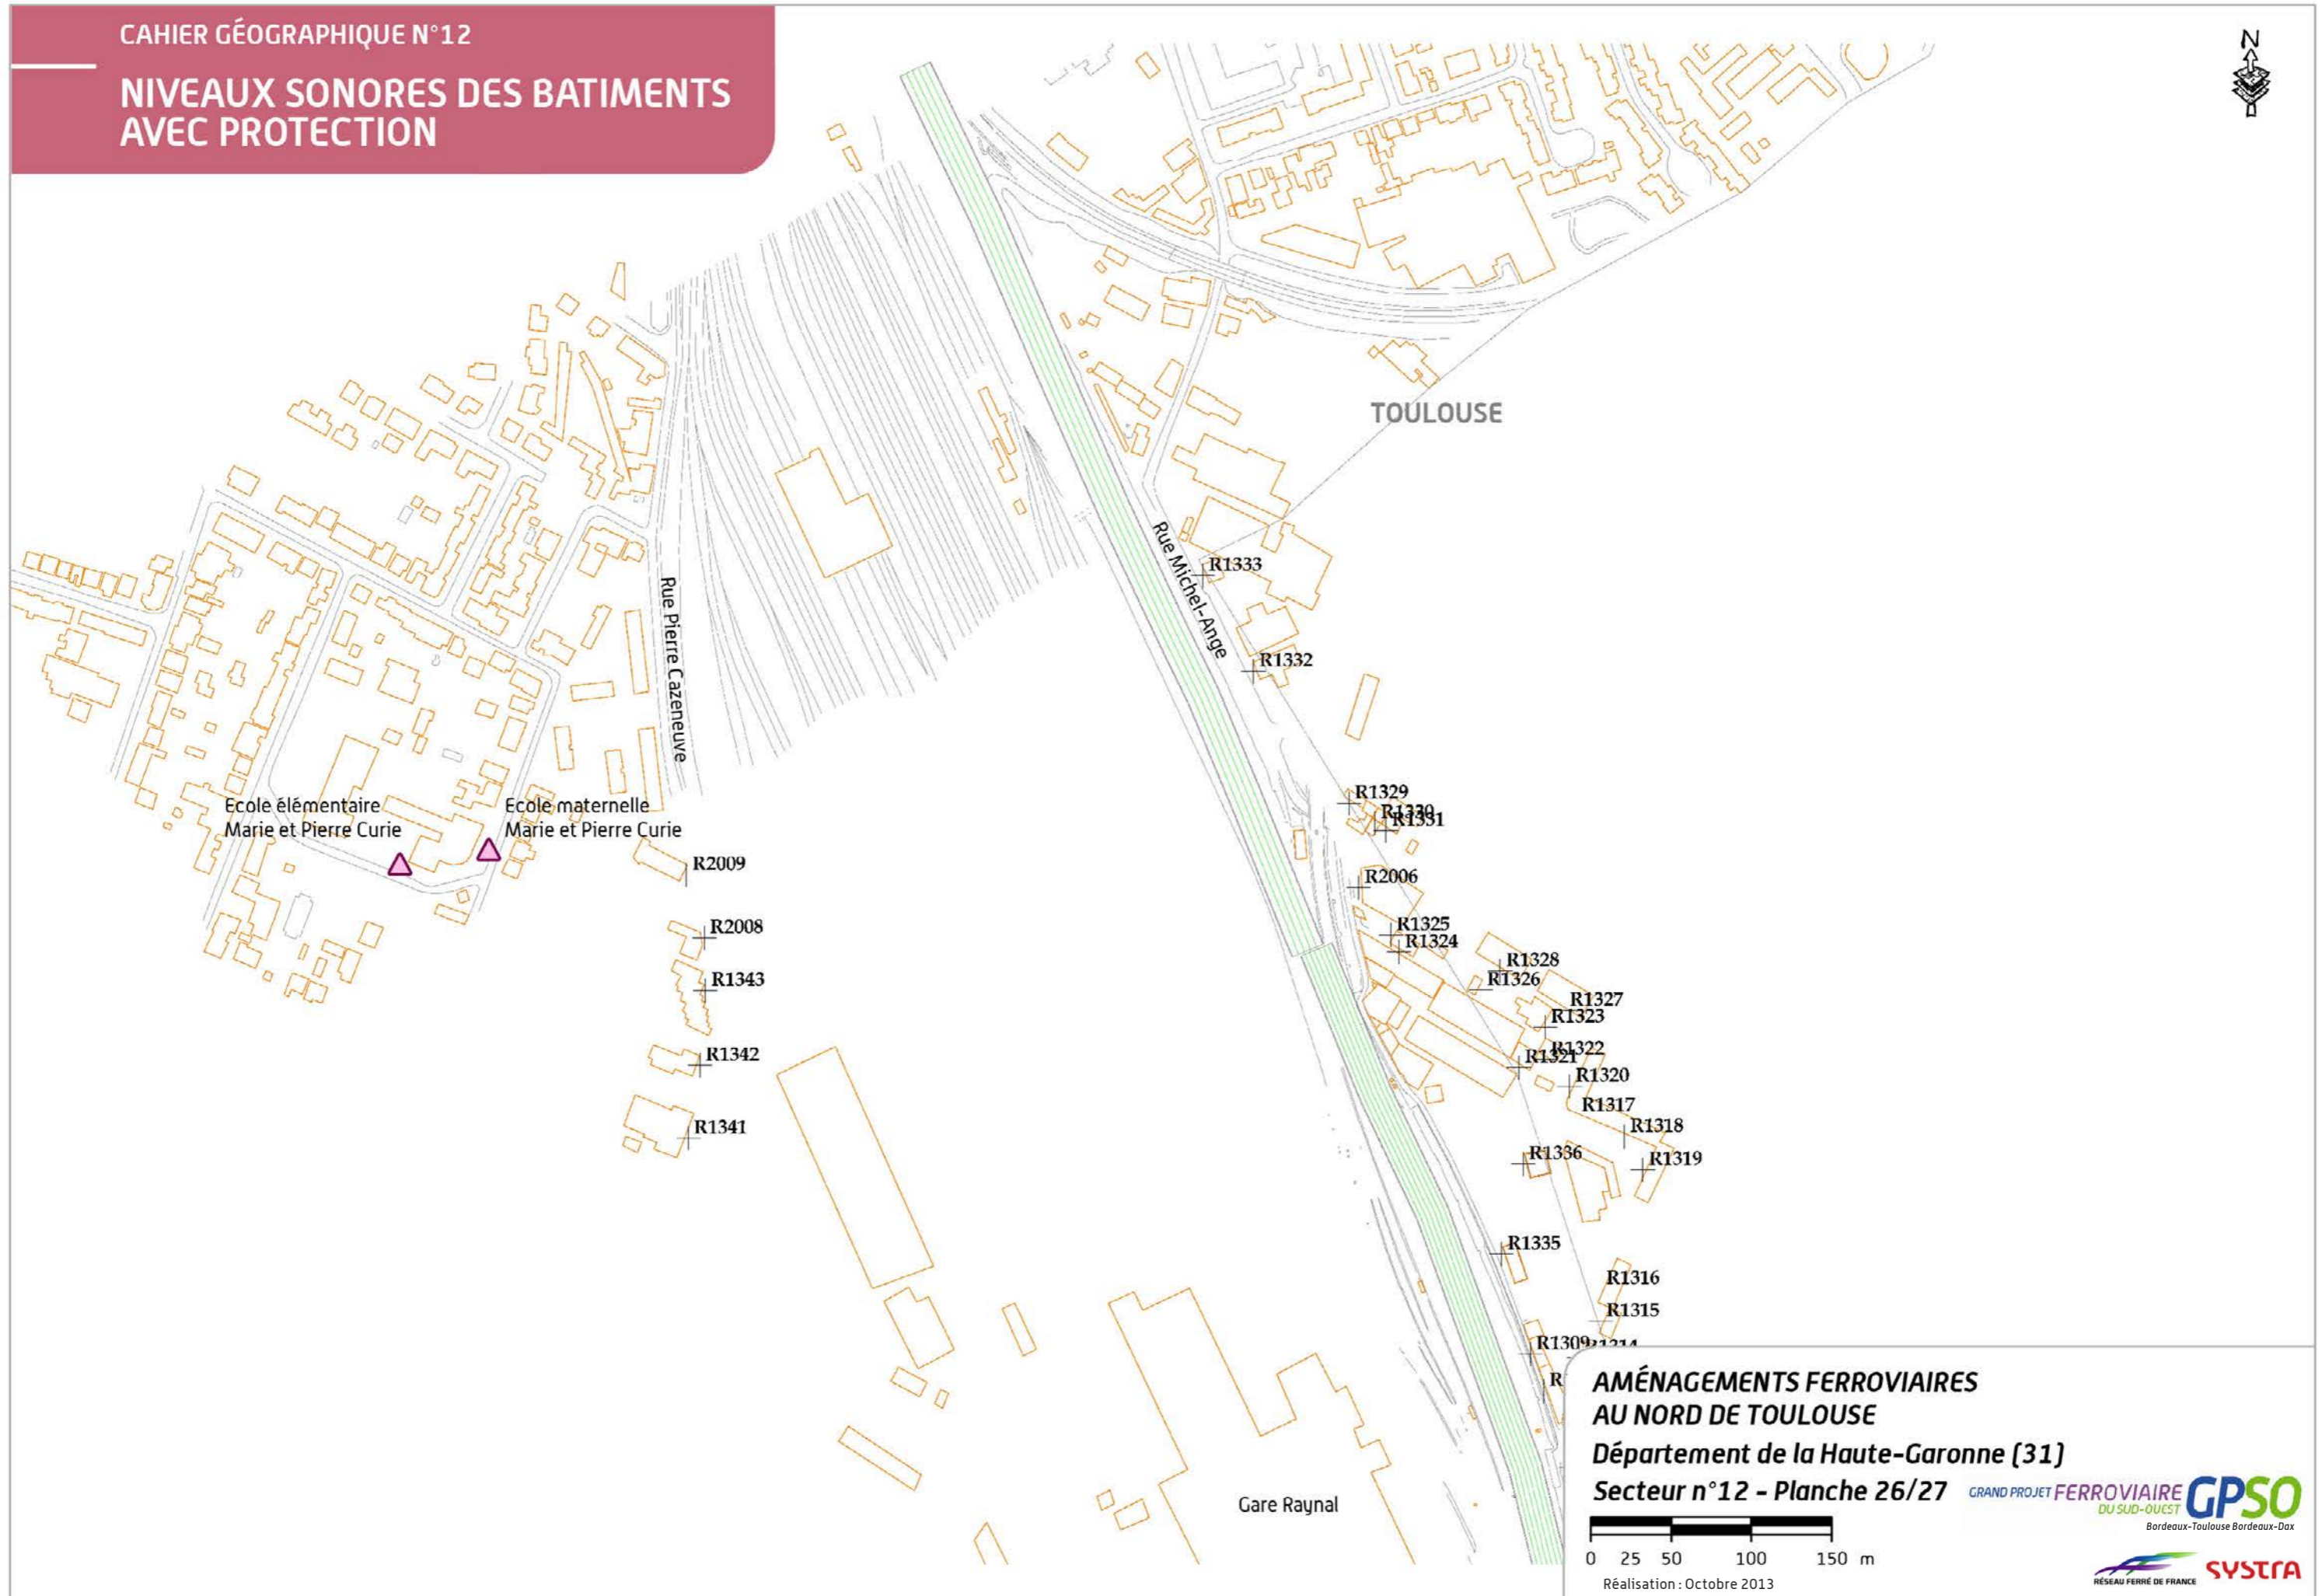 CAHIER GÉOGRAPHIQUE N°12
NIVEAUX SONORES DES BATIMENTS
AVEC PROTECTION
N
TOULOUSE
Rue Michel-Ange
R1333
Rue Pierre Cazeneuve
R1332
R1329
R1330
R1331
Ecole élémentaire
Marie et Pierre Curie
Ecole maternelle
Marie et Pierre Curie
R2009
R2006
R2008
R1325
R1324
R1328
R1326
R1343
R1327
R1323
R1322
R1321
R1342
R1320
R1317
R1318
R1341
R1336
R1319
R1335
R1316
R1315
R1309
R
Gare Raynal
AMÉNAGEMENTS FERROVIAIRES
AU NORD DE TOULOUSE
Département de la Haute-Garonne (31)
Secteur n°12 - Planche 26/27
GRAND PROJET FERROVIAIRE
DU SUD-OUEST
GPSO
Bordeaux-Toulouse Bordeaux-Dax
0 25 50 100 150 m
Réalisation : Octobre 2013
RÉSEAU FERRÉ DE FRANCE
SYSTRA